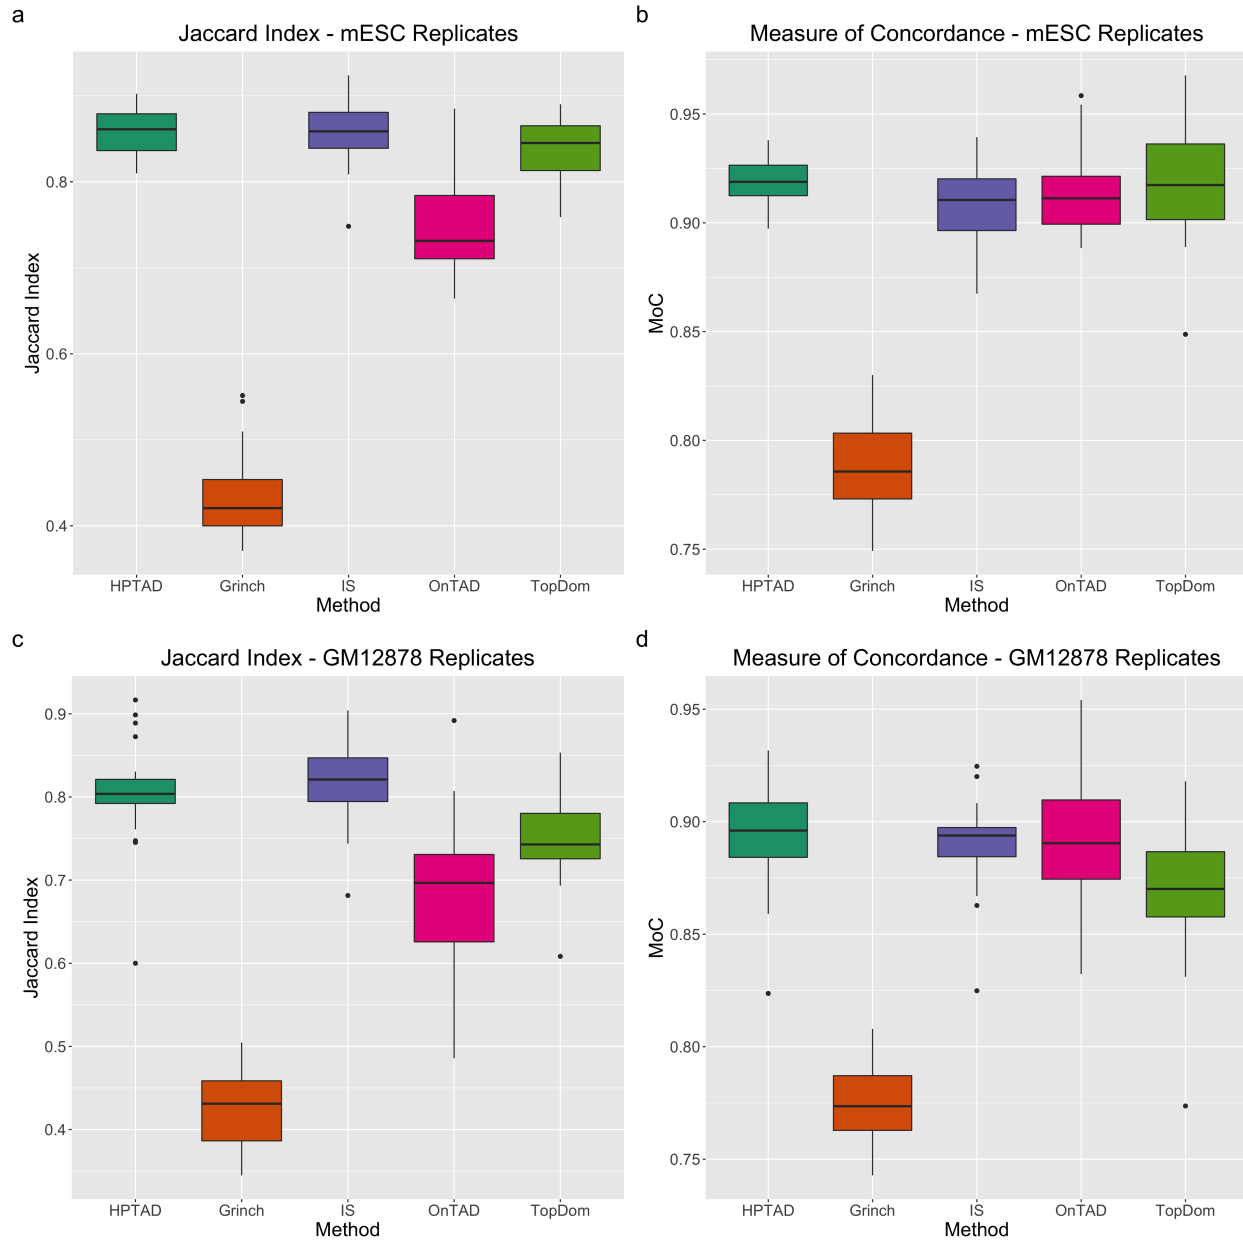 a
Jaccard Index - mESC Replicates
0.8
0.6
0.4
Jaccard Index
HPTAD Grinch IS OnTAD TopDom
Method
b
Measure of Concordance - mESC Replicates
0.95
0.90
0.85
0.80
0.75
MoC
HPTAD Grinch IS OnTAD TopDom
Method
c
Jaccard Index - GM12878 Replicates
0.9
0.8
0.7
0.6
0.5
0.4
Jaccard Index
HPTAD Grinch IS OnTAD TopDom
Method
d
Measure of Concordance - GM12878 Replicates
0.95
0.90
0.85
0.80
0.75
MoC
HPTAD Grinch IS OnTAD TopDom
Method